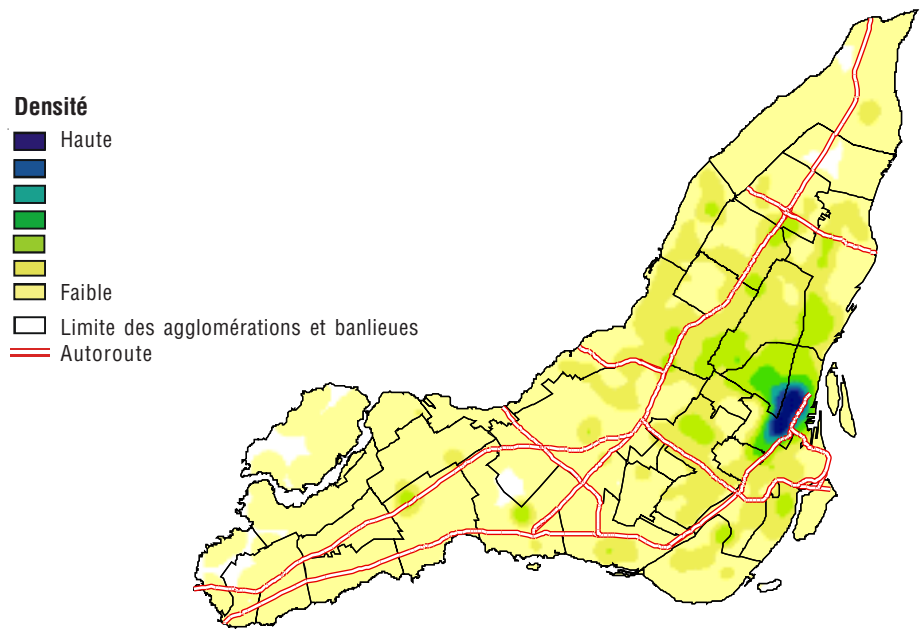 Densité
Haute
Faible
Limite des agglomérations et banlieues
Autoroute